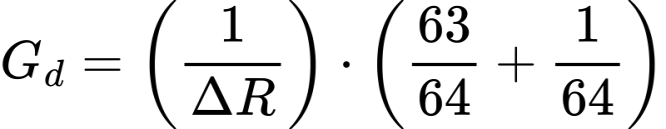 G_d = (1/ΔR) · (63/64 + 1/64)